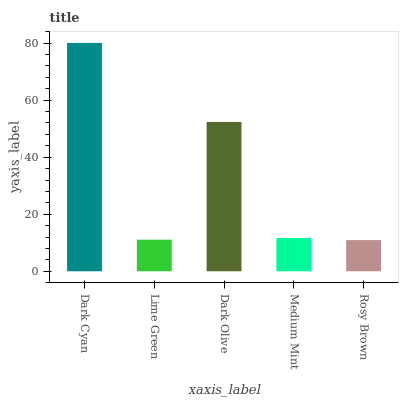 title
80
60
40
20
0
yaxis_label
Dark Cyan
Lime Green
Dark Olive
Medium Mint
Rosy Brown
xaxis_label